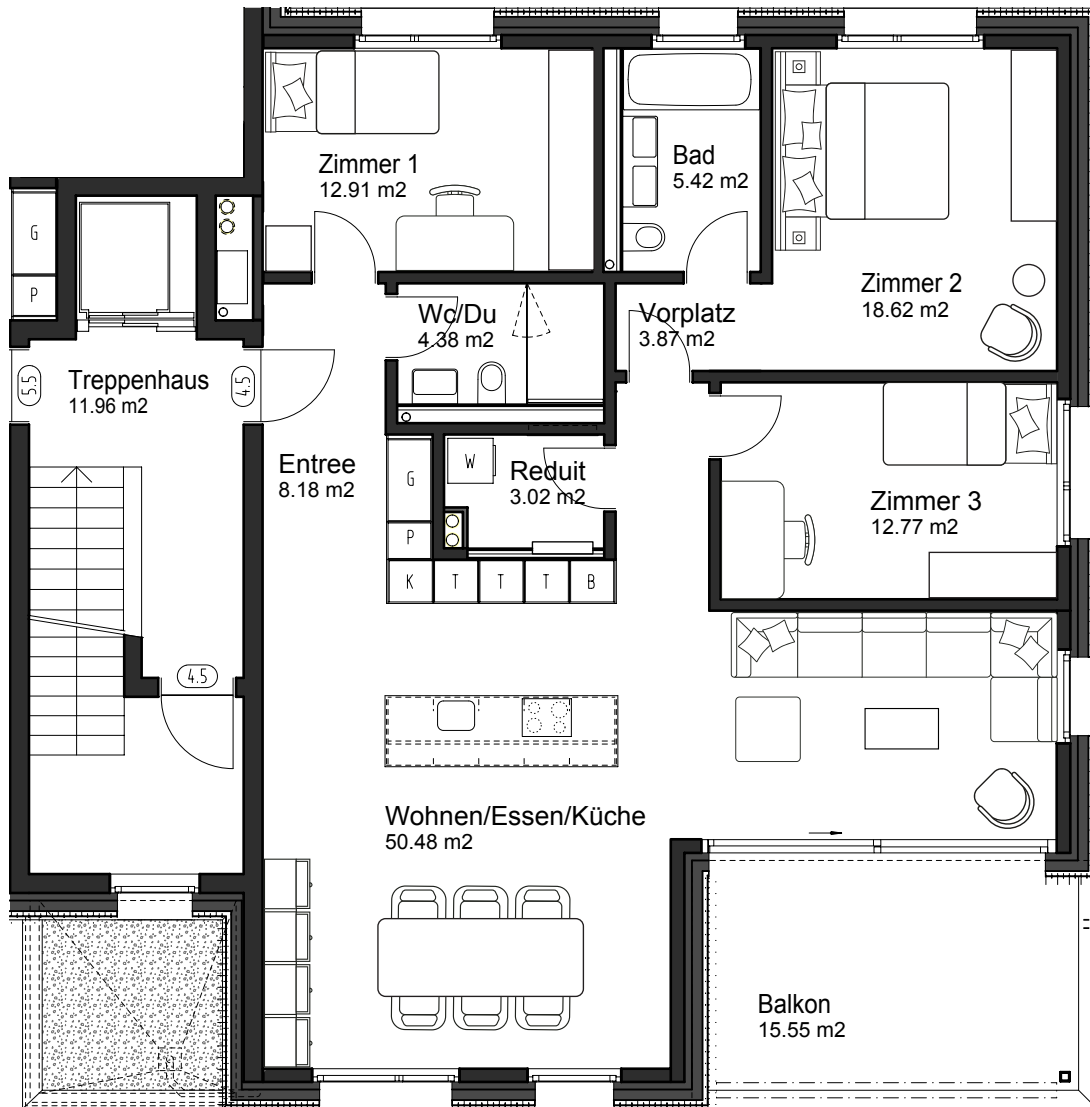 Zimmer 1
12.91 m2
Bad
5.42 m2
Zimmer 2
18.62 m2
G
P
Wc/Du
4.38 m2
Vorplatz
3.87 m2
Treppenhaus
11.96 m2
5.5
4.5
Entree
8.18 m2
G
P
W
Reduit
3.02 m2
Zimmer 3
12.77 m2
K
T
T
T
B
4.5
Wohnen/Essen/Küche
50.48 m2
Balkon
15.55 m2